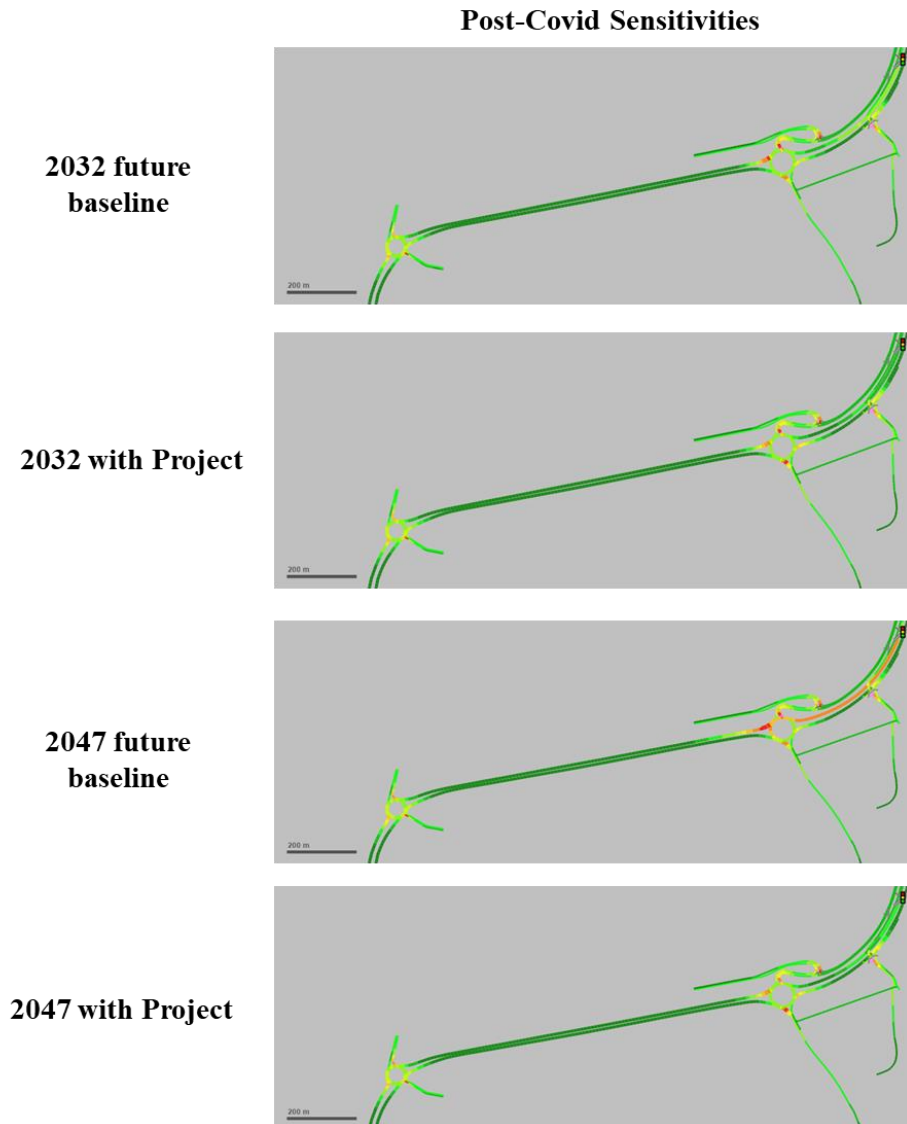 Post-Covid Sensitivities
2032 future
baseline
200 m
2032 with Project
200 m
2047 future
baseline
200 m
2047 with Project
200 m